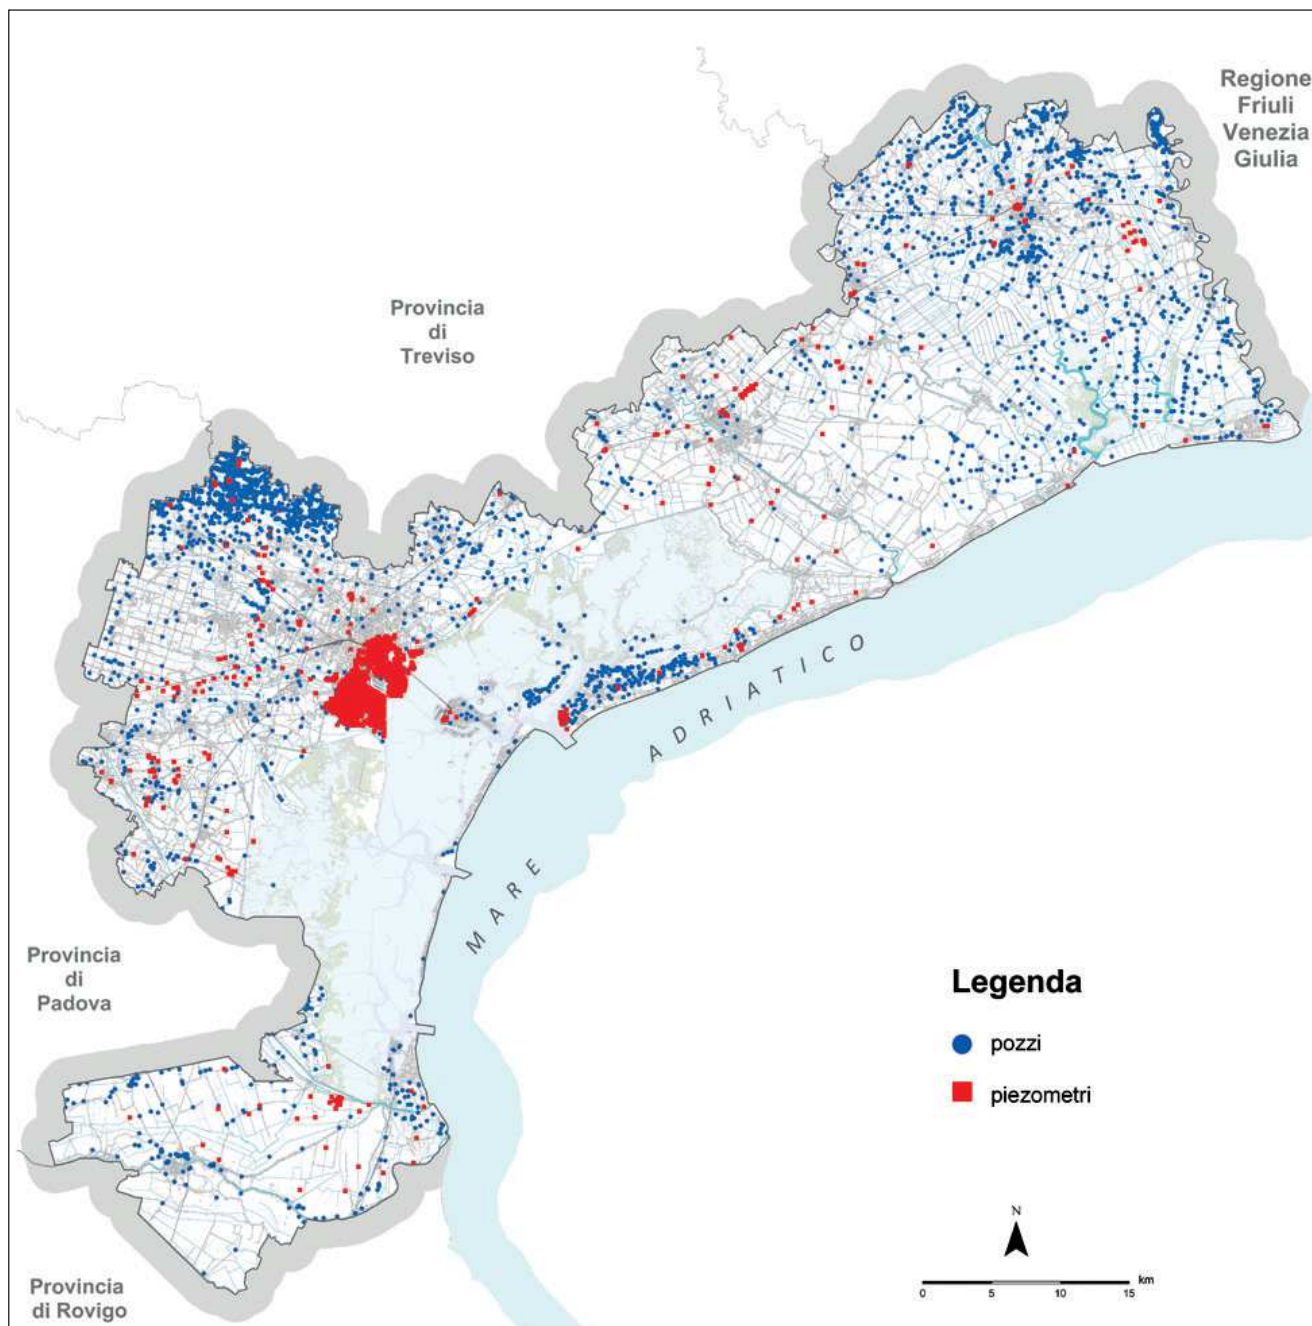 Regione
Friuli
Venezia
Giulia
Provincia
di
Treviso
MARE ADRIATICO
Provincia
di
Padova
Legenda
pozzi
piezometri
N
km
0 5 10 15
Provincia
di Rovigo